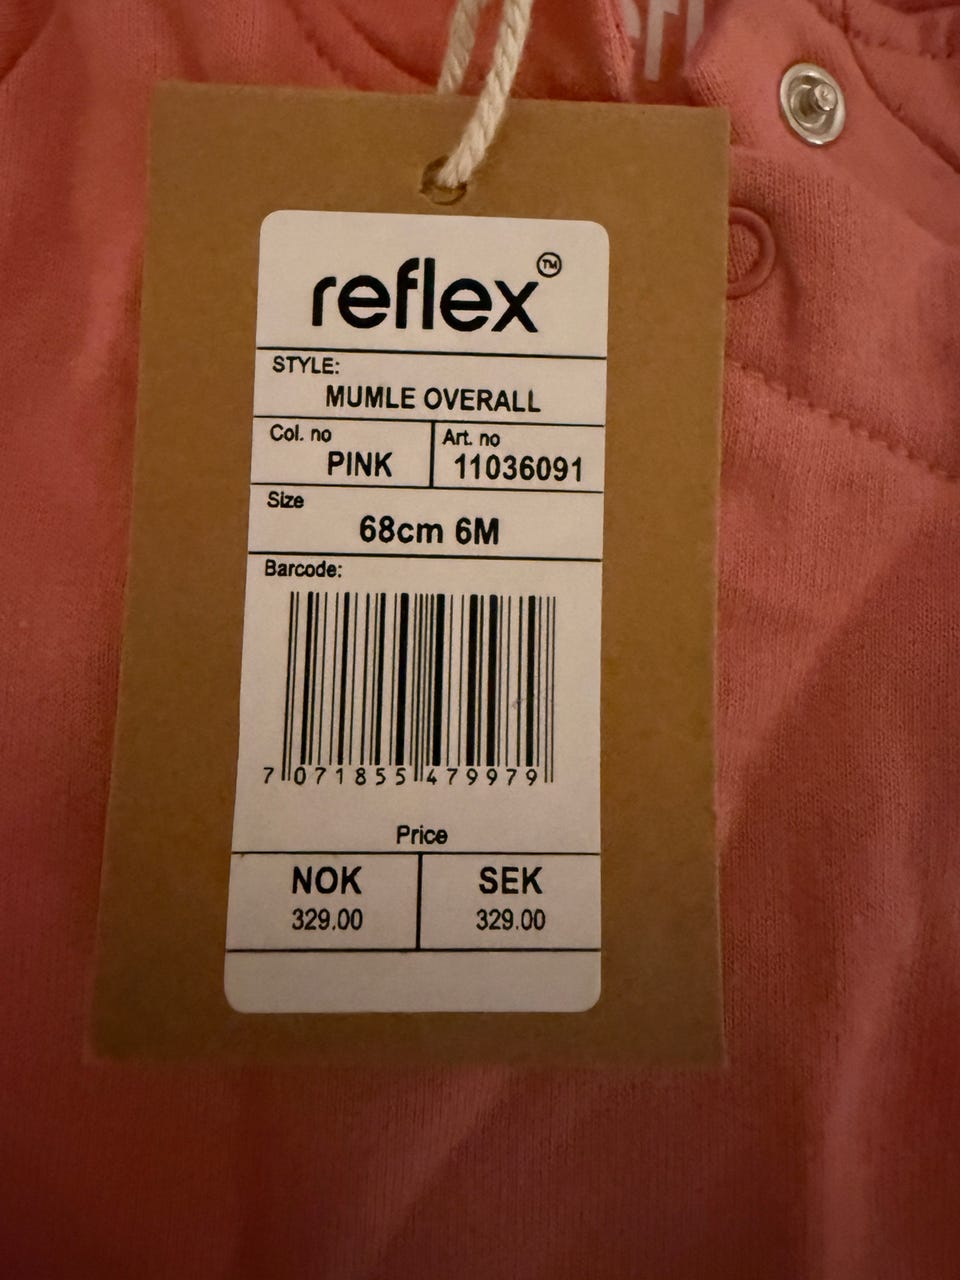 reflex™
STYLE:
MUMLE OVERALL
Col. no
PINK
Art. no
11036091
Size
68cm 6M
Barcode:
7 071855 479979
Price
NOK
329.00
SEK
329.00